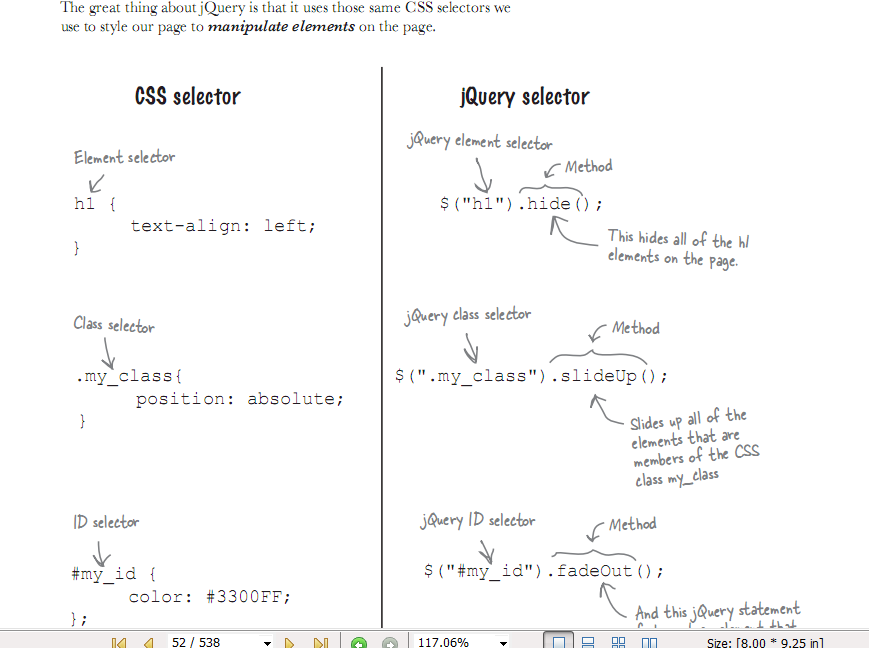 The great thing about jQuery is that it uses those same CSS selectors we
use to style our page to manipulate elements on the page.
CSS selector
Element selector
h1 {
text-align: left;
}
Class selector
.my_class{
position: absolute;
}
ID selector
#my_id {
color: #3300FF;
};
jQuery selector
jQuery element selector
Method
$("h1").hide();
This hides all of the h1
elements on the page.
jQuery class selector
Method
$(".my_class").slideUp();
Slides up all of the
elements that are
members of the CSS
class my_class
jQuery ID selector
Method
$("#my_id").fadeOut();
And this jQuery statement
that
52 / 538
117.06%
Size: [8.00 * 9.25 in]